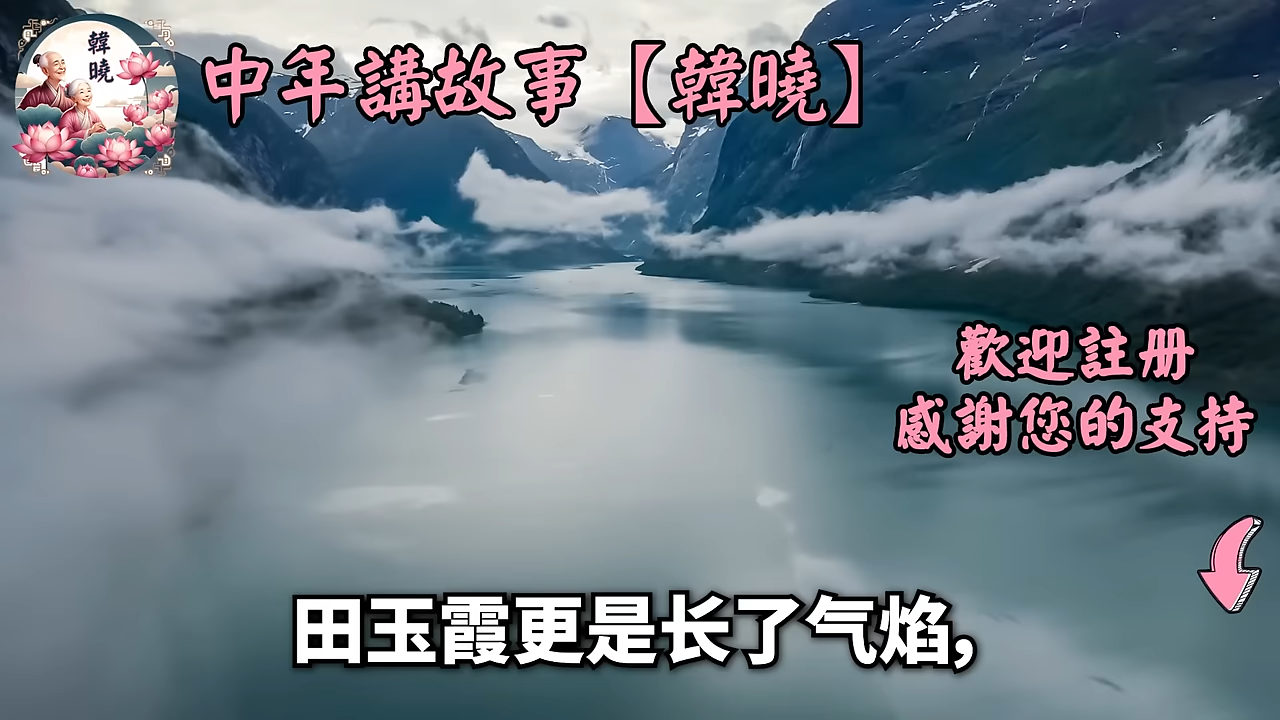 韓
曉
中年講故事【韓曉】
歡迎註册
感謝您的支持
田玉霞更是长了气焰,